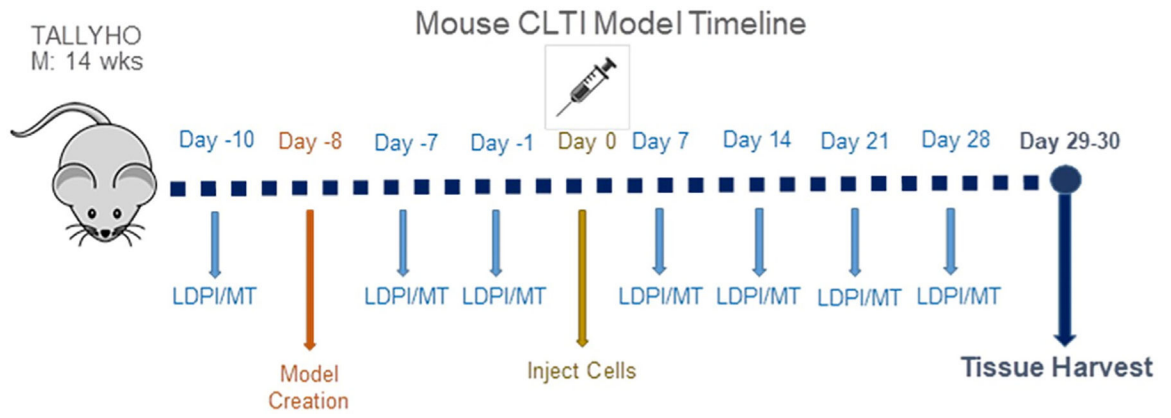 Mouse CLTI Model Timeline
TALLYHO
M: 14 wks
Day -10 Day -8 Day -7 Day -1 Day 0 Day 7 Day 14 Day 21 Day 28 Day 29-30
LDPI/MT LDPI/MT LDPI/MT LDPI/MT LDPI/MT LDPI/MT LDPI/MT
Model
Creation
Inject Cells
Tissue Harvest